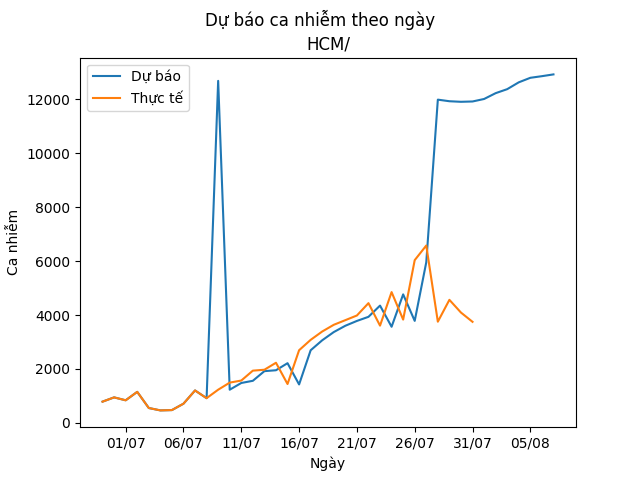 Dự báo ca nhiễm theo ngày
HCM/
Dự báo
Thực tế
12000
10000
8000
6000
4000
2000
0
Ca nhiễm
01/07
06/07
11/07
16/07
21/07
26/07
31/07
05/08
Ngày